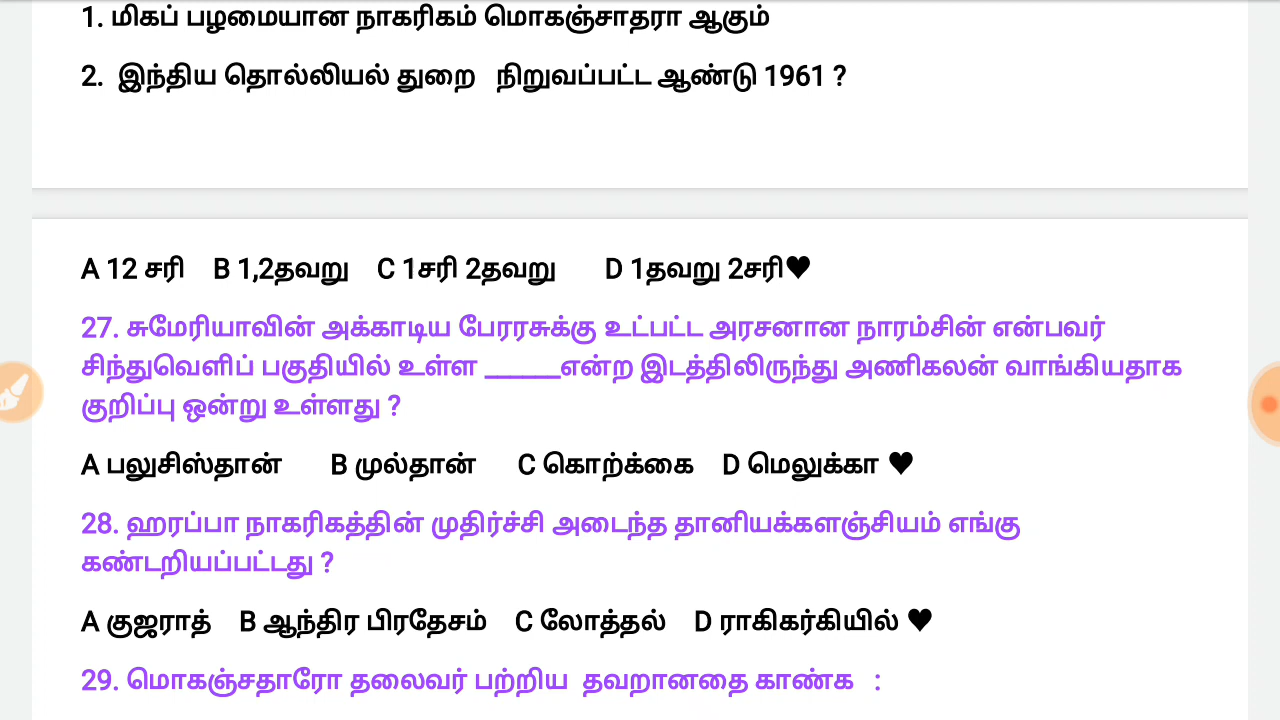 1. மிகப் பழமையான நாகரிகம் மொகஞ்சாதரா ஆகும்
2. இந்திய தொல்லியல் துறை நிறுவப்பட்ட ஆண்டு 1961 ?
A 12 சரி B 1,2தவறு C 1சரி 2தவறு D 1தவறு 2சரி♥
27. சுமேரியாவின் அக்காடிய பேரரசுக்கு உட்பட்ட அரசனான நாரம்சின் என்பவர்
சிந்துவெளிப் பகுதியில் உள்ள ______என்ற இடத்திலிருந்து அணிகலன் வாங்கியதாக
குறிப்பு ஒன்று உள்ளது ?
A பலுசிஸ்தான் B முல்தான் C கொற்க்கை D மெலுக்கா ♥
28. ஹரப்பா நாகரிகத்தின் முதிர்ச்சி அடைந்த தானியக்களஞ்சியம் எங்கு
கண்டறியப்பட்டது ?
A குஜராத் B ஆந்திர பிரதேசம் C லோத்தல் D ராகிகர்கியில் ♥
29. மொகஞ்சதாரோ தலைவர் பற்றிய தவறானதை காண்க :